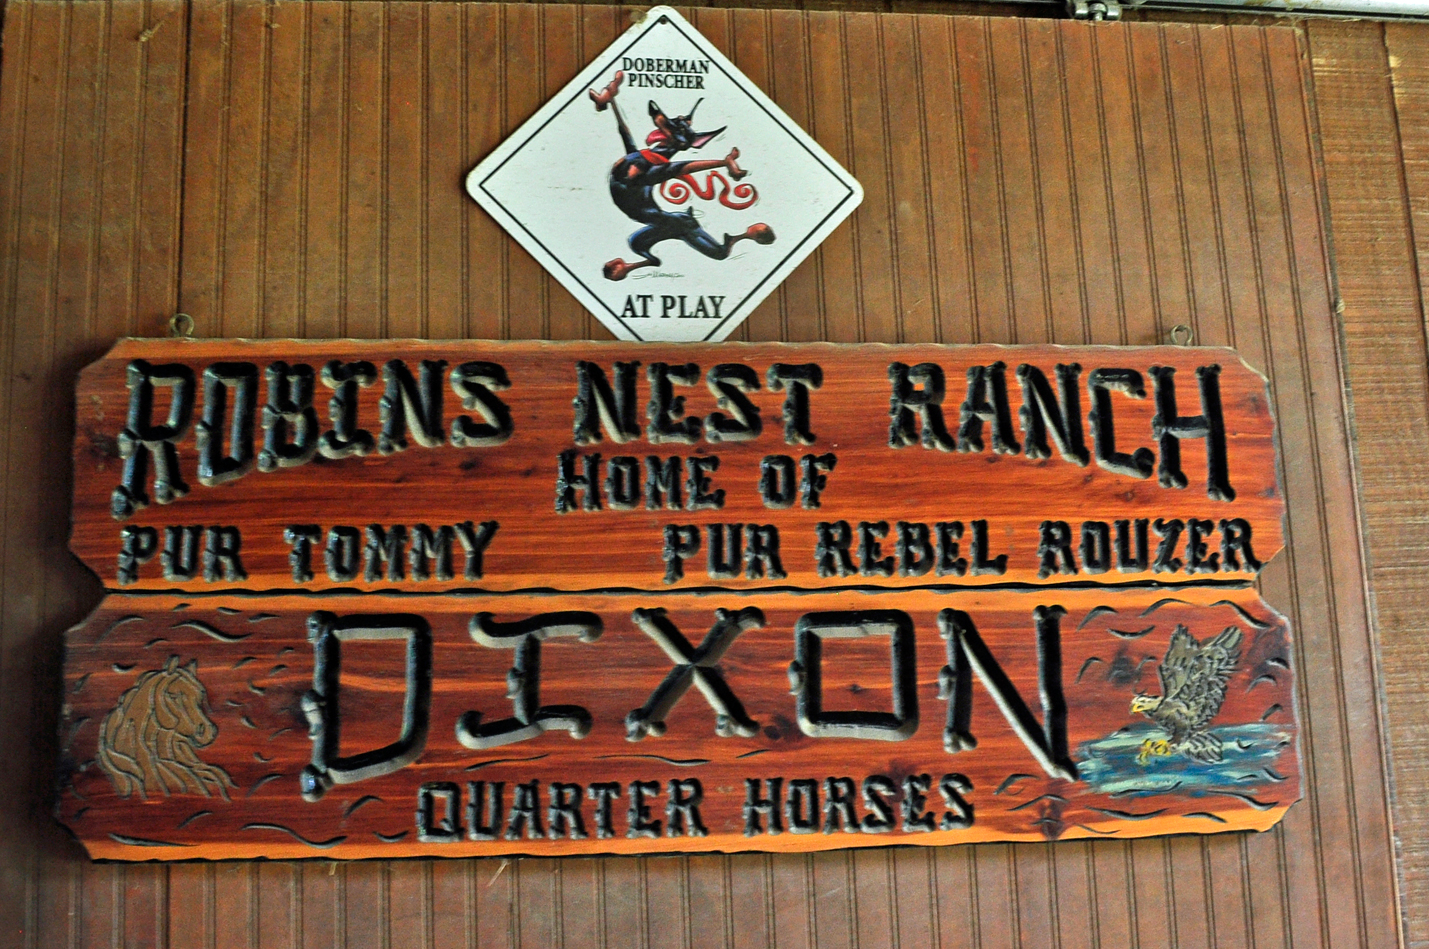 DOBERMAN
PINSCHER
AT PLAY
ROBINS NEST RANCH
HOME OF
PUR TOMMY PUR REBEL ROUZER
DIXON
QUARTER HORSES